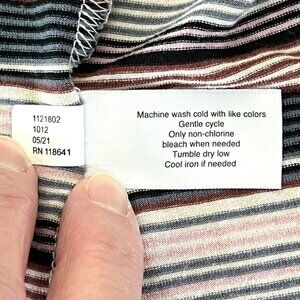 1121802
1012
05/21
RN 118641
Machine wash cold with like colors
Gentle cycle
Only non-chlorine
bleach when needed
Tumble dry low
Cool iron if needed